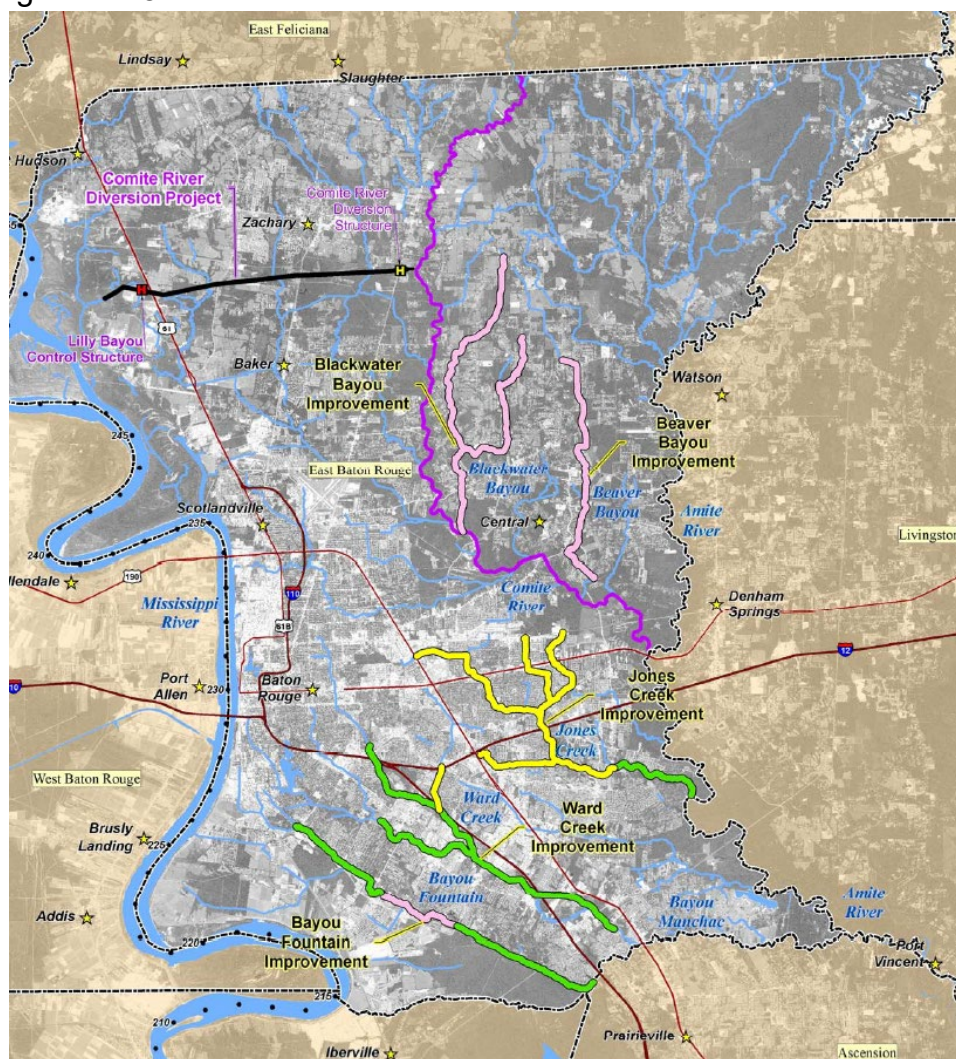 East Feliciana
Lindsay
Slaughter
Hudson
Comite River
Diversion Project
Comite River
Diversion
Structure
Zachary
H
H
61
Lilly Bayou
Control Structure
Baker
Blackwater
Bayou
Improvement
Watson
Beaver
Bayou
Improvement
245
East Baton Rouge
Blackwater
Bayou
Beaver
Bayou
Amite
River
Scotlandville
235
Central
Livingston
240
190
llendale
Comite
River
110
Mississippi
River
61B
Denham
Springs
12
10
Port
Allen
230
Baton
Rouge
Jones
Creek
Improvement
Jones
Creek
West Baton Rouge
Ward
Creek
Ward
Creek
Improvement
Brusly
Landing
225
Bayou
Fountain
Addis
Bayou
Manchac
Amite
River
220
Bayou
Fountain
Improvement
Port
Vincent
215
210
Prairieville
Iberville
Ascension